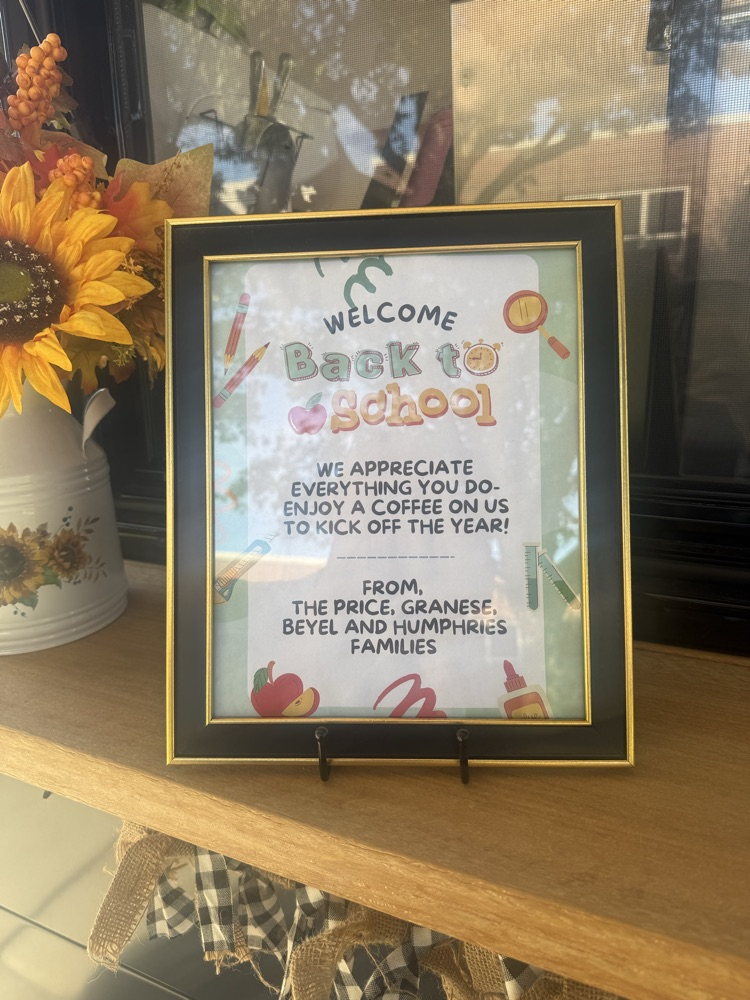 WELCOME
Back to
School
WE APPRECIATE
EVERYTHING YOU DO-
ENJOY A COFFEE ON US
TO KICK OFF THE YEAR!
FROM,
THE PRICE, GRANESE,
BEYEL AND HUMPHRIES
FAMILIES